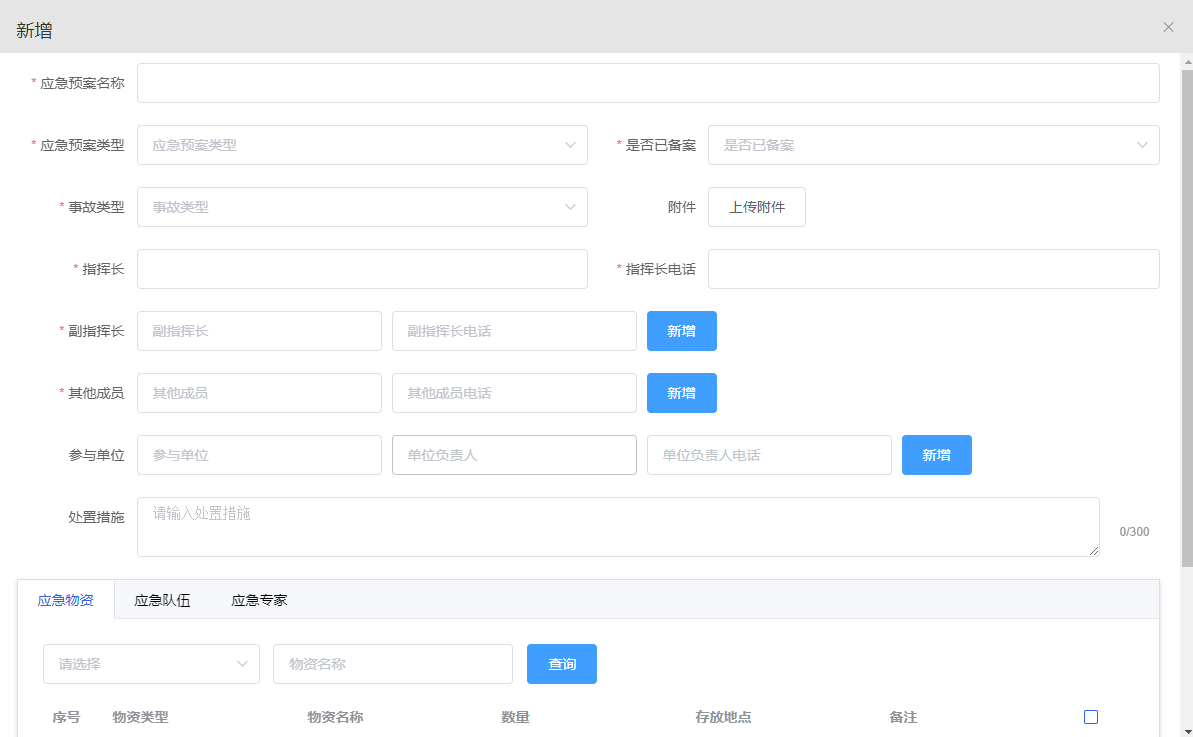 新增
* 应急预案名称
* 应急预案类型 应急预案类型 * 是否已备案 是否已备案
* 事故类型 事故类型 附件 上传附件
* 指挥长 * 指挥长电话
* 副指挥长 副指挥长 副指挥长电话 新增
* 其他成员 其他成员 其他成员电话 新增
参与单位 参与单位 单位负责人 单位负责人电话 新增
处置措施 请输入处置措施 0/300
应急物资 应急队伍 应急专家
请选择 物资名称 查询
序号 物资类型 物资名称 数量 存放地点 备注